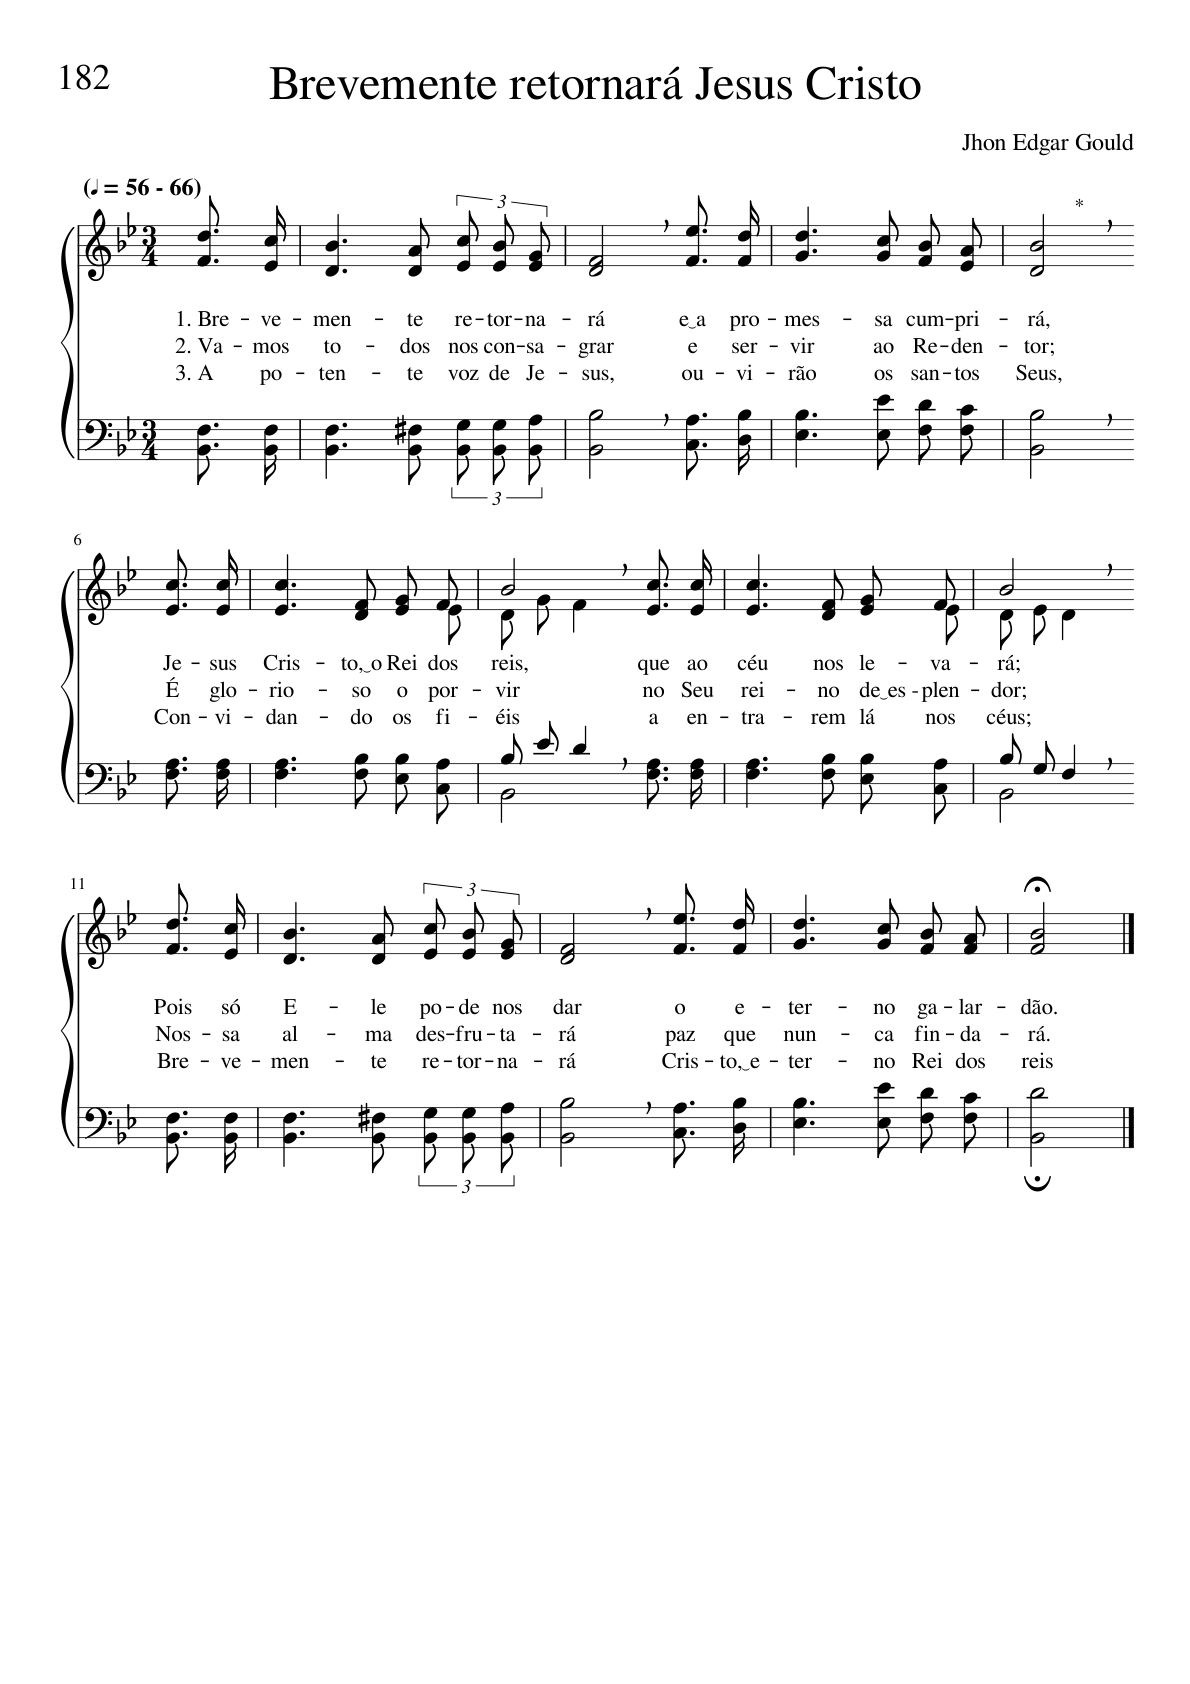 182
Brevemente retornará Jesus Cristo
Jhon Edgar Gould
(♩ = 56 - 66)
3
*
3
4
1. Bre – ve – men – te re – tor – na – rá e‿a pro – mes – sa cum – pri – rá,
2. Va – mos to – dos nos con – sa – grar e ser – vir ao Re – den – tor;
3. A po – ten – te voz de Je – sus, ou – vi – rão os san – tos Seus,
3
4
3
6
Je – sus Cris – to,‿o Rei dos reis, que ao céu nos le – va – rá;
É glo – rio – so o por – vir no Seu rei – no de‿es - plen – dor;
Con – vi – dan – do os fi – éis a en – tra – rem lá nos céus;
11
3
Pois só E – le po – de nos dar o e – ter – no ga – lar – dão.
Nos – sa al – ma des – fru – ta – rá paz que nun – ca fin – da – rá.
Bre – ve – men – te re – tor – na – rá Cris – to,‿e – ter – no Rei dos reis
3